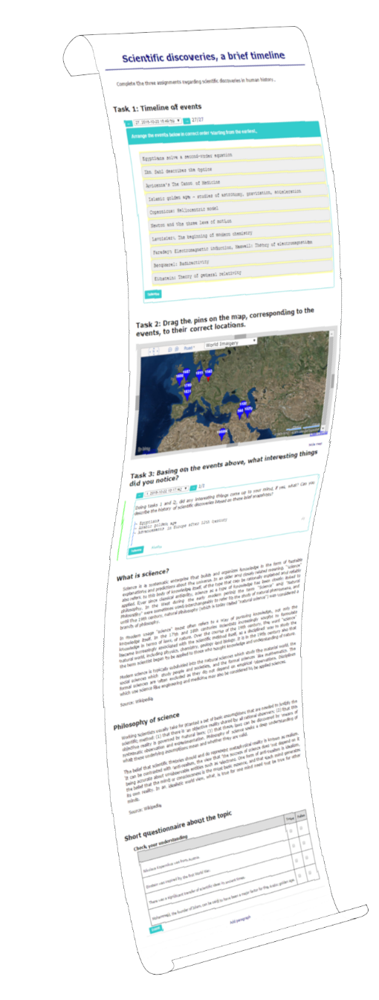 Scientific discoveries, a brief timeline
Complete the three assignments regarding scientific discoveries in human history...
Task 1: Timeline of events
27/27
Arrange the events below in correct order starting from the earliest.
Egyptians solve a second-order equation
Ibn Sahl describes the Optics
Avicenna's The Canon of Medicine
Islamic golden age - studies of astronomy, gravitation, acceleration
Copernicus: Heliocentric model
Newton and the three laws of motion
Lavoisier: The beginning of modern chemistry
Faraday: Electromagnetic induction, Maxwell: Theory of electromagnetism
Becquerel: Radioactivity
Einstein: Theory of general relativity
Task 2: Drag the pins on the map, corresponding to the
events, to their correct locations.
Road
World Imagery
Task 3: Basing on the events above, what interesting things
did you notice?
Doing tasks 1 and 2, did any interesting things come up to your mind, if yes, what? Can you
describe the history of scientific discoveries based on these brief snapshots?
- Egyptians
- Arabic golden age
- Advancements in Europe after 12th Century
What is science?
Science is a systematic enterprise that builds and organizes knowledge in the form of testable
explanations and predictions about the universe. In an older and closely related meaning, "science"
also refers to this body of knowledge itself, of the type that can be rationally explained and reliably
applied. Ever since classical antiquity, science as a type of knowledge has been closely linked to
philosophy. In the West during the early modern period the term "science" and "natural
philosophy" were sometimes used interchangeably to refer to the study of natural phenomena, and
until the 19th century, natural philosophy (which is today called "natural science") was considered a
branch of philosophy.
In modern usage "science" most often refers to a way of pursuing knowledge, not only the
knowledge itself. In the 17th and 18th centuries scientists increasingly sought to formulate
knowledge in terms of laws of nature. Over the course of the 19th century, the word "science"
became increasingly associated with the scientific method itself, as a disciplined way to study the
natural world, including physics, chemistry, geology and biology. It is in the 19th century also that
the term scientist began to be applied to those who sought knowledge and understanding of nature.
Modern science is typically subdivided into the natural sciences which study the material world, the
social sciences which study people and societies, and the formal sciences like mathematics. The
formal sciences are often excluded as they do not depend on empirical observations. Disciplines
which use science like engineering and medicine may also be considered to be applied sciences.
Source: Wikipedia
Philosophy of science
Working scientists usually take for granted a set of basic assumptions that are needed to justify the
scientific method: (1) that there is an objective reality shared by all rational observers; (2) that this
objective reality is governed by natural laws; (3) that these laws can be discovered by means of
systematic observation and experimentation. Philosophy of science seeks a deep understanding of
what these underlying assumptions mean and whether they are valid.
The belief that scientific theories should and do represent metaphysical reality is known as realism.
It can be contrasted with anti-realism, the view that the success of science does not depend on it
being accurate about unobservable entities such as electrons. One form of anti-realism is idealism,
the belief that the mind or consciousness is the most basic essence, and that each mind generates
its own reality. In an idealistic world view, what is true for one mind need not be true for other
minds.
Source: Wikipedia
Short questionnaire about the topic
Check your understanding
True False
Nikolaus Kopernikus was from Austria.
Einstein was inspired by the first World War.
There was a significant transfer of scientific ideas in ancient times.
Mohammed, the founder of Islam, can be said to have been a major factor for the Arabic golden age.
Add paragraph